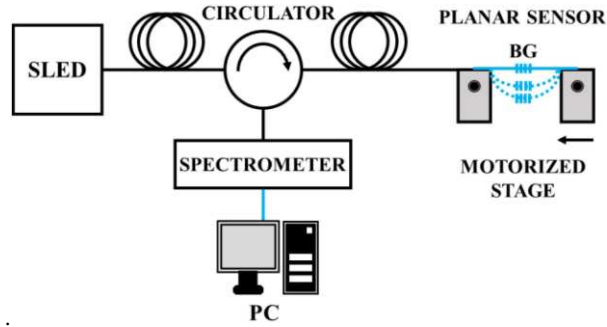 CIRCULATOR
PLANAR SENSOR
BG
SLED
SPECTROMETER
MOTORIZED
STAGE
PC
.